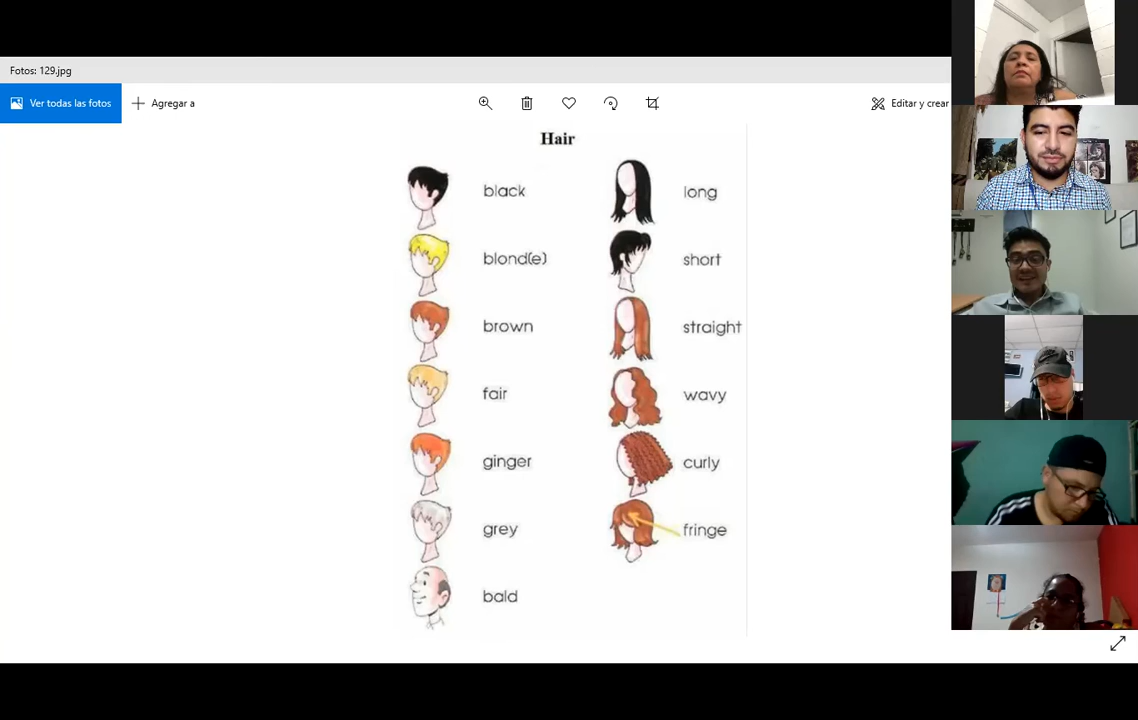 Fotos: 129.jpg
Ver todas las fotos
Agregar a
Editar y crear
Hair
black
long
blond(e)
short
brown
straight
fair
wavy
ginger
curly
grey
fringe
bald